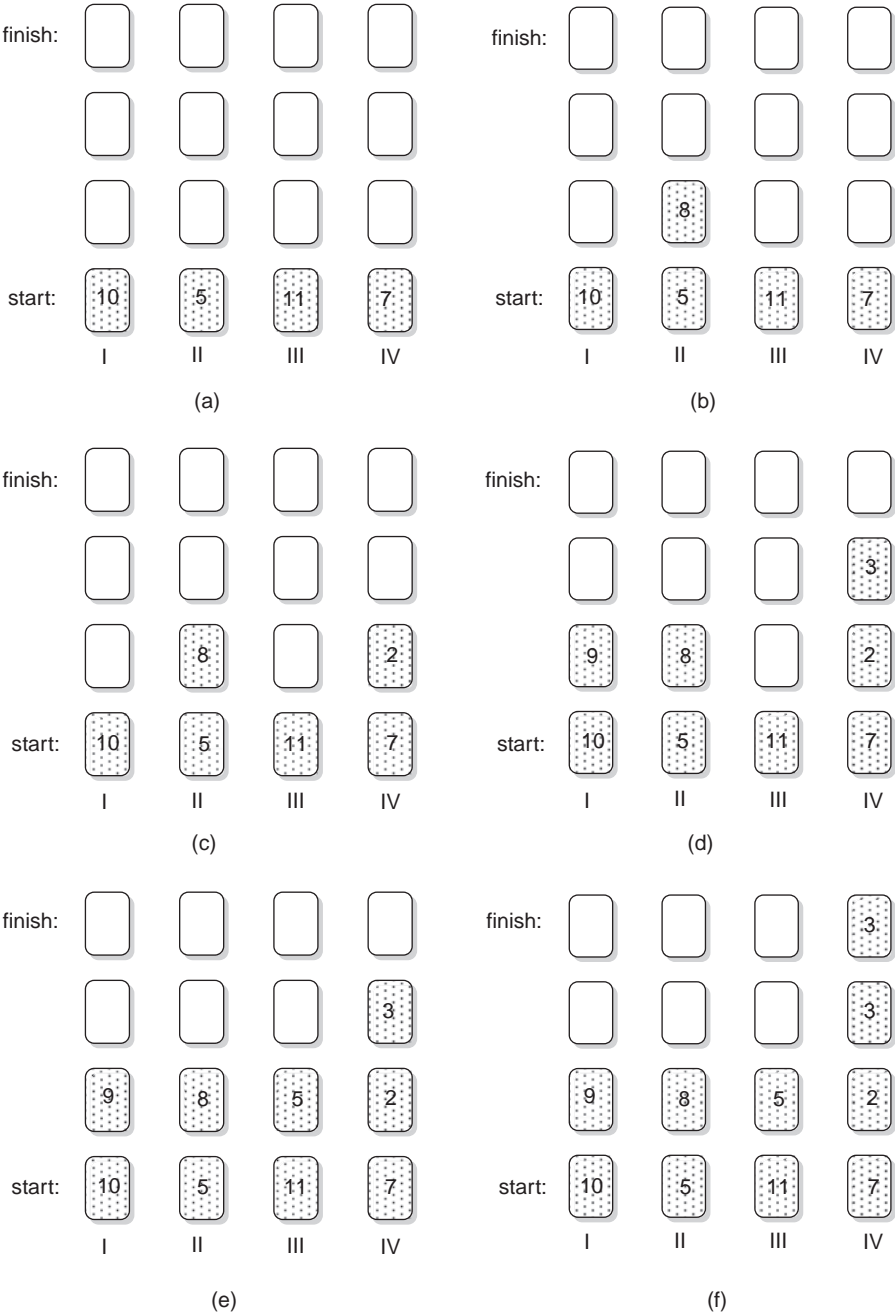 finish:
start: 10 5 11 7
I II III IV
(a)
finish:
8
start: 10 5 11 7
I II III IV
(b)
finish:
8 2
start: 10 5 11 7
I II III IV
(c)
finish:
3
9 8 2
start: 10 5 11 7
I II III IV
(d)
finish:
3
9 8 5 2
start: 10 5 11 7
I II III IV
(e)
finish: 3
3
9 8 5 2
start: 10 5 11 7
I II III IV
(f)